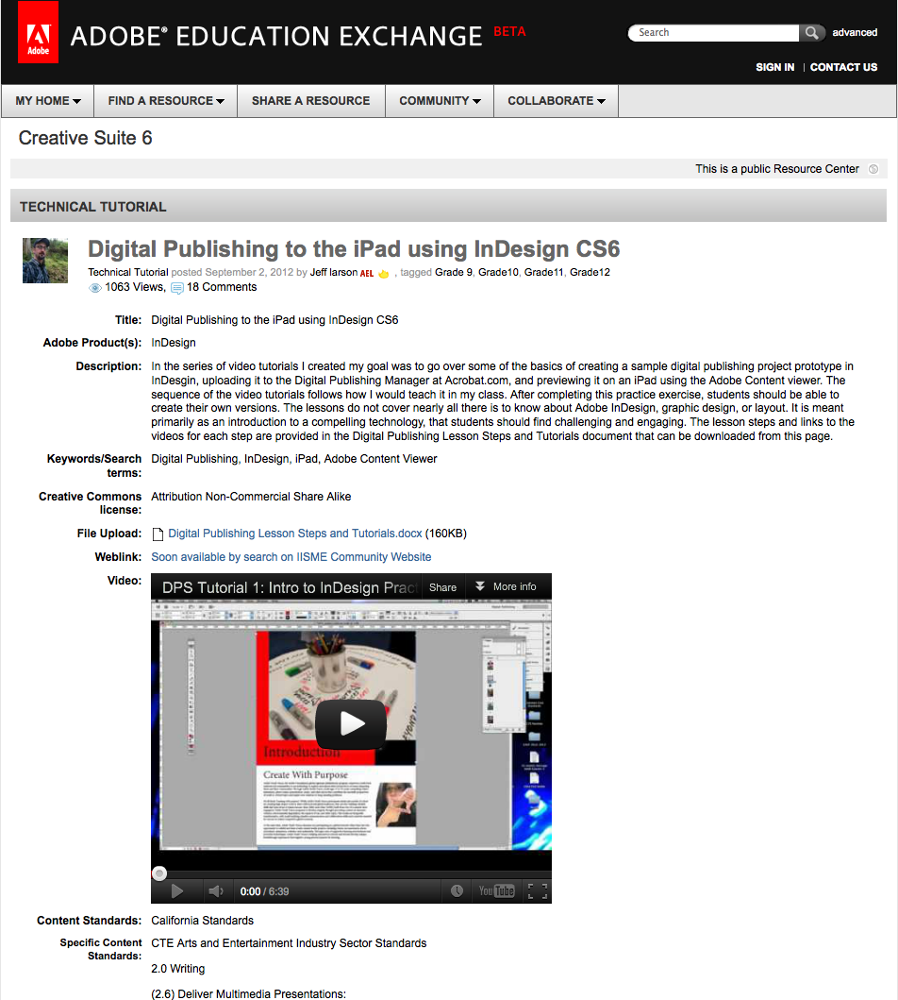 Adobe
ADOBE® EDUCATION EXCHANGE BETA
Search
advanced
SIGN IN | CONTACT US
MY HOME FIND A RESOURCE SHARE A RESOURCE COMMUNITY COLLABORATE
Creative Suite 6
This is a public Resource Center
TECHNICAL TUTORIAL
Digital Publishing to the iPad using InDesign CS6
Technical Tutorial posted September 2, 2012 by Jeff larson AEL , tagged Grade 9, Grade10, Grade11, Grade12
1063 Views, 18 Comments
Title: Digital Publishing to the iPad using InDesign CS6
Adobe Product(s): InDesign
Description: In the series of video tutorials I created my goal was to go over some of the basics of creating a sample digital publishing project prototype in
InDesgin, uploading it to the Digital Publishing Manager at Acrobat.com, and previewing it on an iPad using the Adobe Content viewer. The
sequence of the video tutorials follows how I would teach it in my class. After completing this practice exercise, students should be able to
create their own versions. The lessons do not cover nearly all there is to know about Adobe InDesign, graphic design, or layout. It is meant
primarily as an introduction to a compelling technology, that students should find challenging and engaging. The lesson steps and links to the
videos for each step are provided in the Digital Publishing Lesson Steps and Tutorials document that can be downloaded from this page.
Keywords/Search terms: Digital Publishing, InDesign, iPad, Adobe Content Viewer
Creative Commons license: Attribution Non-Commercial Share Alike
File Upload: Digital Publishing Lesson Steps and Tutorials.docx (160KB)
Weblink: Soon available by search on IISME Community Website
Video:
DPS Tutorial 1: Intro to InDesign Prac Share More info
Introduction
Create With Purpose
0:00 / 6:39 YouTube
Content Standards: California Standards
Specific Content Standards: CTE Arts and Entertainment Industry Sector Standards
2.0 Writing
(2.6) Deliver Multimedia Presentations: